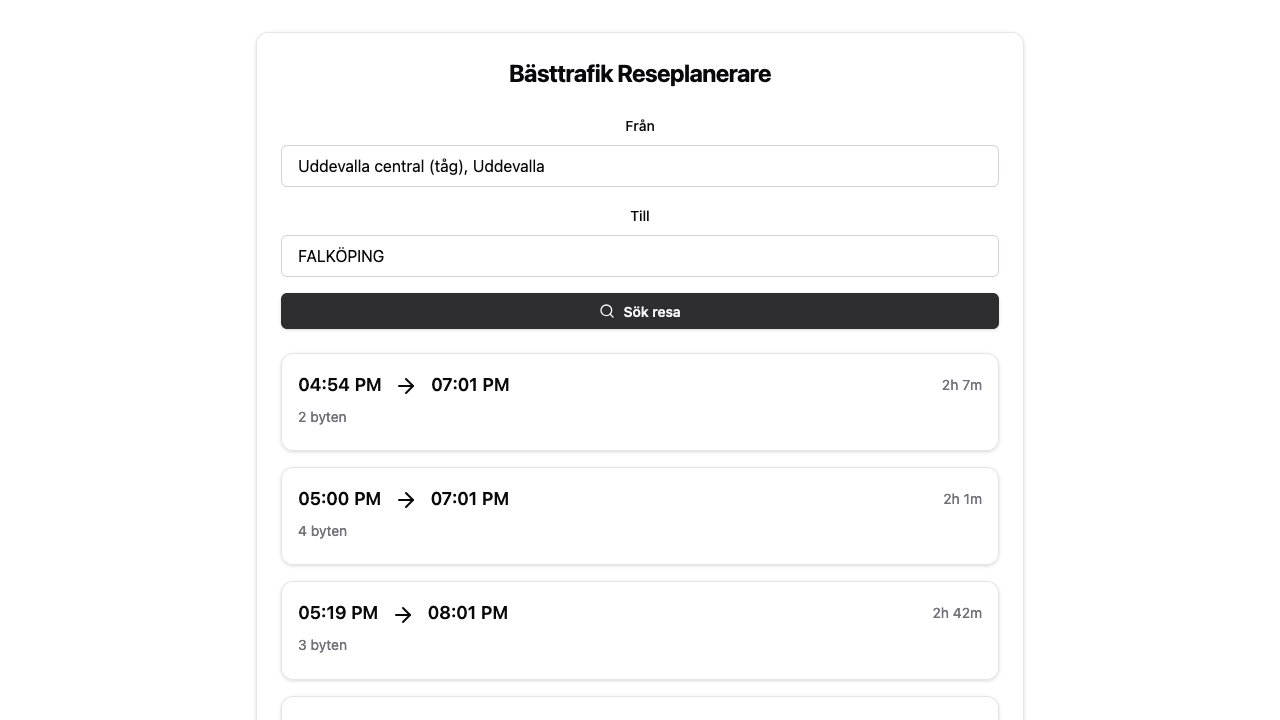 Bästtrafik Reseplanerare
Från
Uddevalla central (tåg), Uddevalla
Till
FALKÖPING
Sök resa
04:54 PM → 07:01 PM 2h 7m
2 byten
05:00 PM → 07:01 PM 2h 1m
4 byten
05:19 PM → 08:01 PM 2h 42m
3 byten